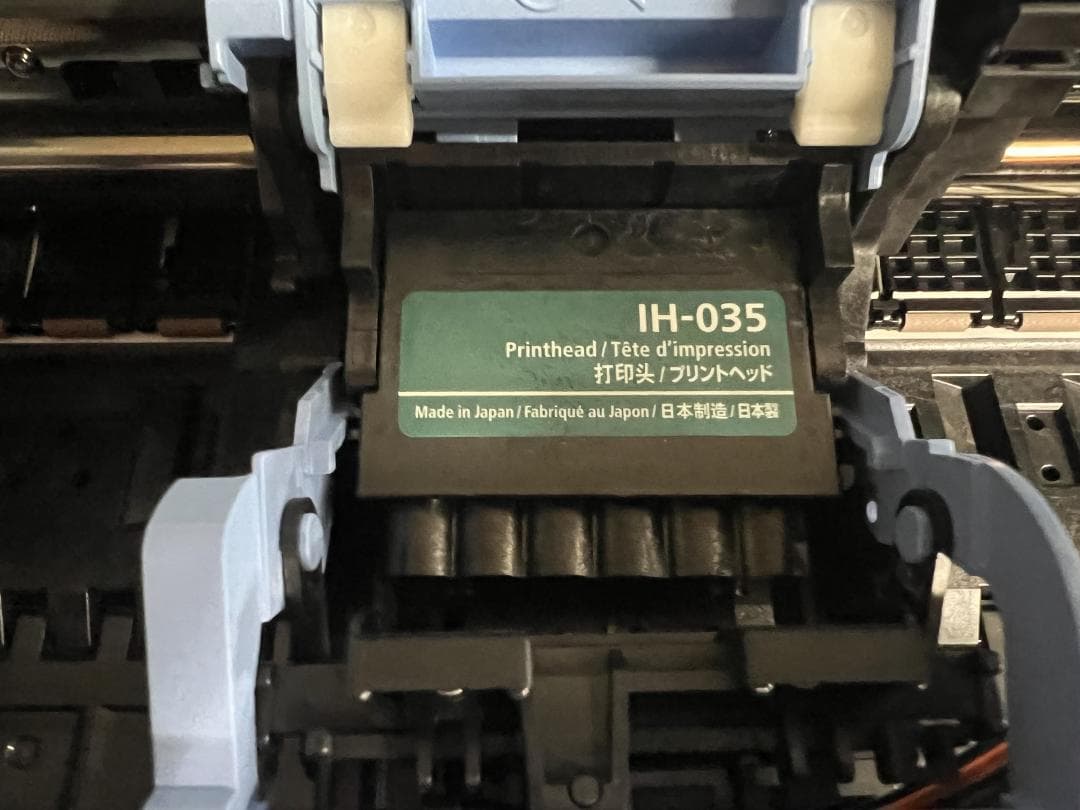 IH-035
Printhead / Tête d'impression
打印头 / プリントヘッド
Made in Japan / Fabriqué au Japon / 日本制造 / 日本製